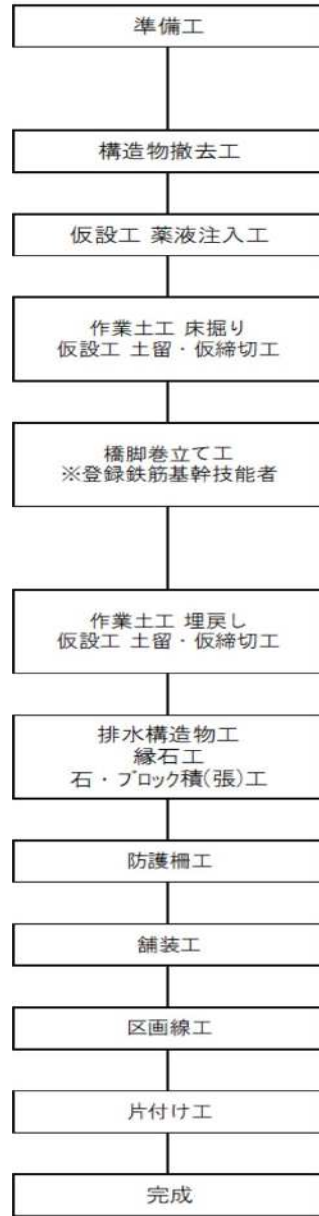 準備工
構造物撤去工
仮設工 薬液注入工
作業土工 床掘り
仮設工 土留・仮締切工
橋脚巻立て工
※登録鉄筋基幹技能者
作業土工 埋戻し
仮設工 土留・仮締切工
排水構造物工
縁石工
石・ブロック積(張)工
防護柵工
舗装工
区画線工
片付け工
完成